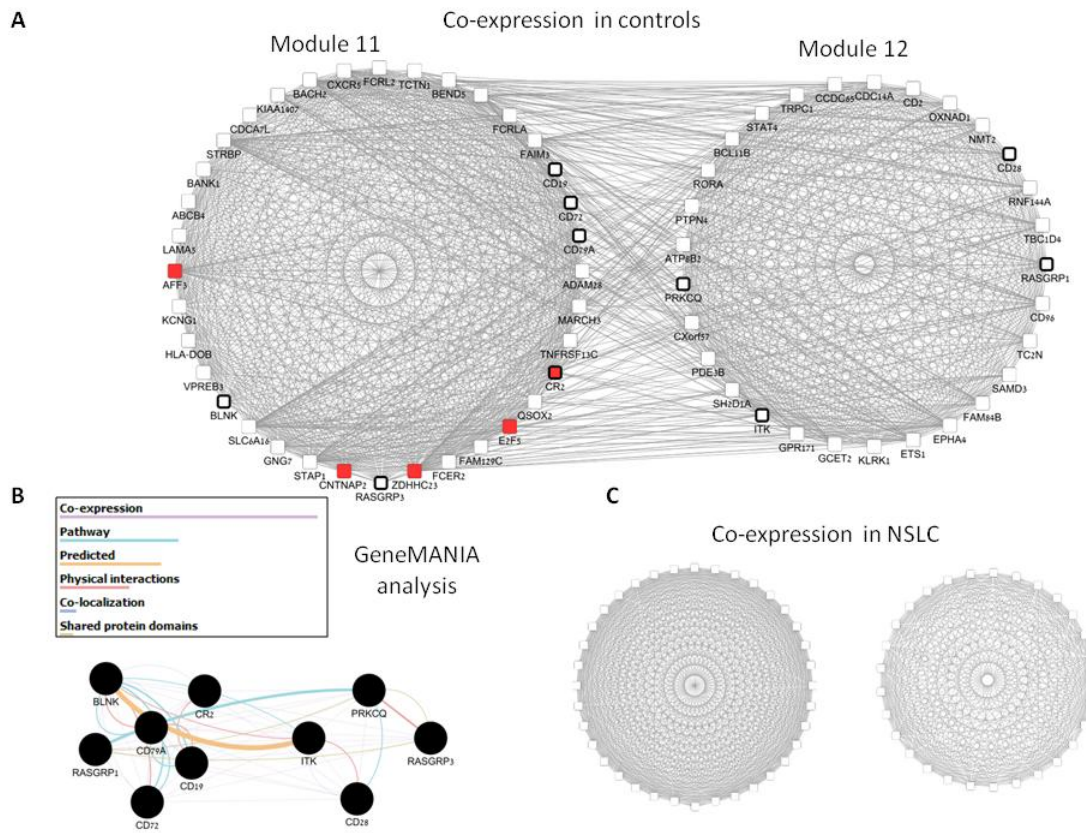 A
Co-expression in controls
Module 11
Module 12
CXCR5
FCRL2
TCTN1
BACH2
BEND5
KIAA1407
CDCA7L
FCRLA
STRBP
FAIM3
BANK1
CD19
ABCB4
CD72
LAMA5
CD79A
AFF3
ADAM28
KCNG1
MARCH3
HLA-DOB
TNFRSF13C
VPREB3
CR2
BLNK
QSOX2
SLC6A16
E2F5
GNG7
FAM129C
STAP1
FCER2
CNTNAP2
ZDHHC23
RASGRP3
CCDC65
CDC14A
CD2
TRPC1
OXNAD1
STAT4
NMT2
BCL11B
CD28
RORA
RNF144A
PTPN4
TBC1D4
ATP8B2
RASGRP1
PRKCQ
CD96
CXorf57
TC2N
PDE3B
SAMD3
SH2D1A
FAM84B
ITK
EPHA4
GPR171
ETS1
GCET2
KLRK1
B
Co-expression
Pathway
Predicted
Physical interactions
Co-localization
Shared protein domains
GeneMANIA
analysis
BLNK
CR2
PRKCQ
CD79A
RASGRP1
CD19
ITK
RASGRP3
CD72
CD28
C
Co-expression in NSLC